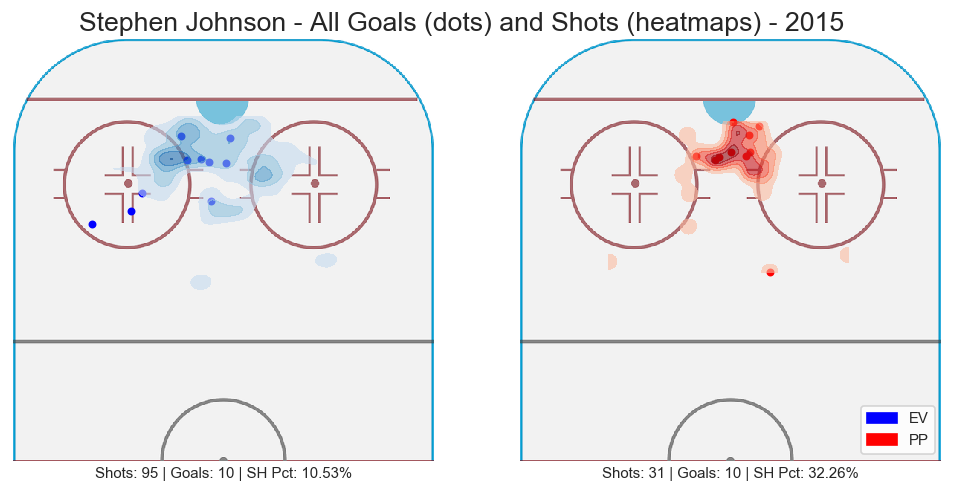 Stephen Johnson - All Goals (dots) and Shots (heatmaps) - 2015
EV
PP
Shots: 95 | Goals: 10 | SH Pct: 10.53%
Shots: 31 | Goals: 10 | SH Pct: 32.26%